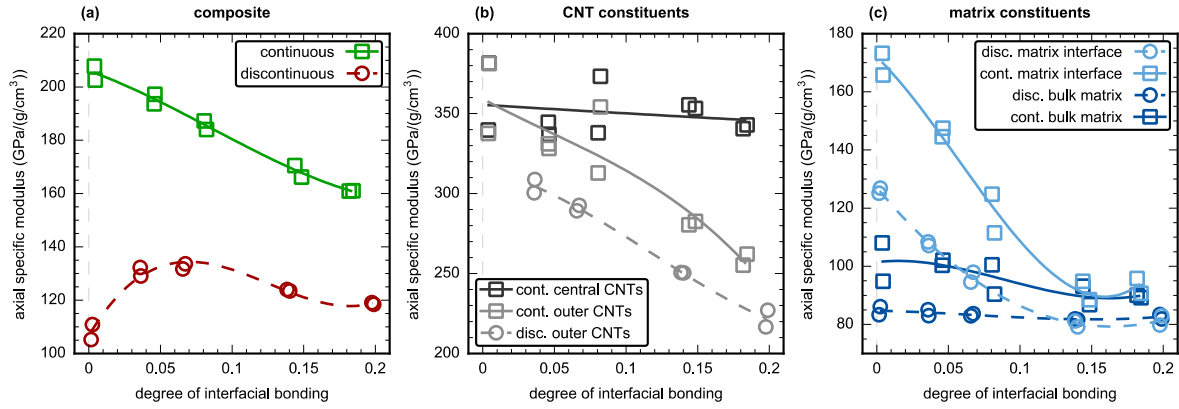 (a) composite
axial specific modulus (GPa/(g/cm³))
220
200
180
160
140
120
100
0 0.05 0.1 0.15 0.2
degree of interfacial bonding
continuous
discontinuous
(b) CNT constituents
axial specific modulus (GPa/(g/cm³))
400
350
300
250
200
0 0.05 0.1 0.15 0.2
degree of interfacial bonding
cont. central CNTs
cont. outer CNTs
disc. outer CNTs
(c) matrix constituents
axial specific modulus (GPa/(g/cm³))
180
160
140
120
100
80
0 0.05 0.1 0.15 0.2
degree of interfacial bonding
disc. matrix interface
cont. matrix interface
disc. bulk matrix
cont. bulk matrix